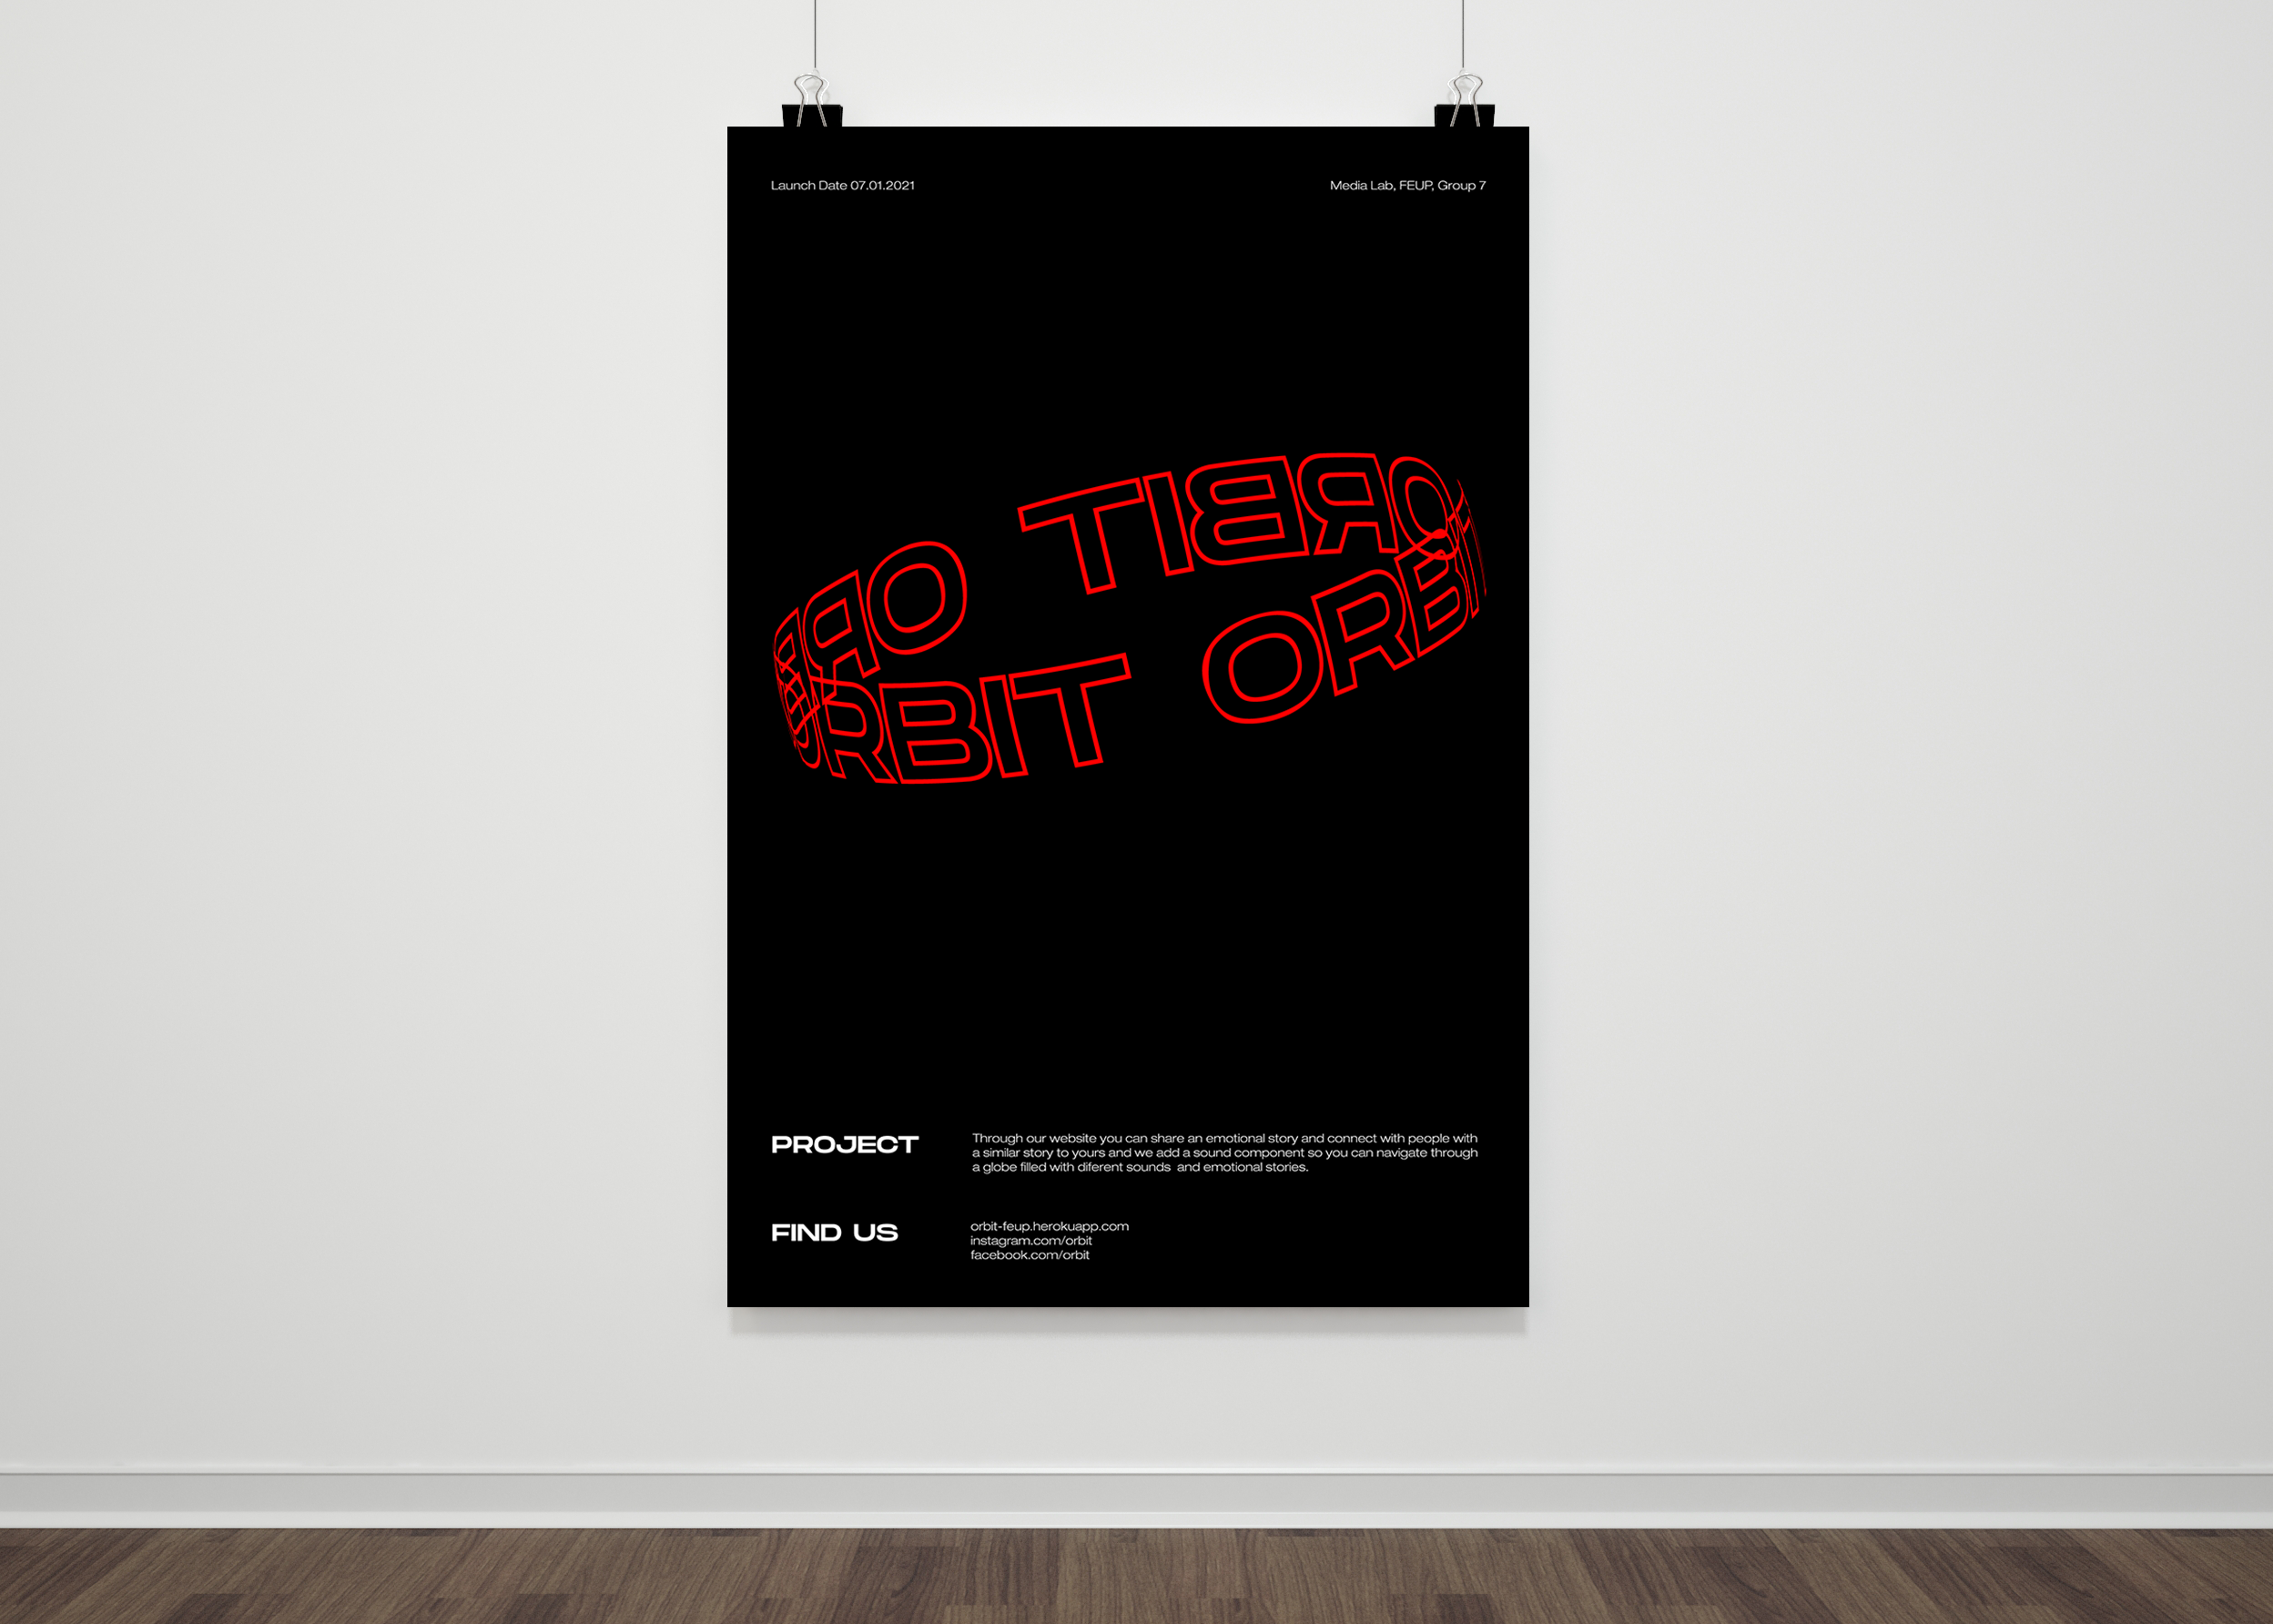 Launch Date 07.01.2021
Media Lab, FEUP, Group 7
ORBIT ORBIT
ORBIT ORBIT
PROJECT
Through our website you can share an emotional story and connect with people with
a similar story to yours and we add a sound component so you can navigate through
a globe filled with diferent sounds and emotional stories.
FIND US
orbit-feup.herokuapp.com
instagram.com/orbit
facebook.com/orbit